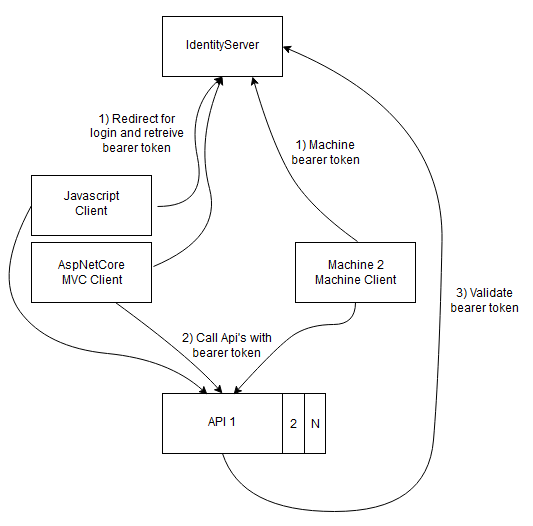 IdentityServer
1) Redirect for
login and retreive
bearer token
1) Machine
bearer token
Javascript
Client
AspNetCore
MVC Client
Machine 2
Machine Client
3) Validate
bearer token
2) Call Api's with
bearer token
API 1
2
N